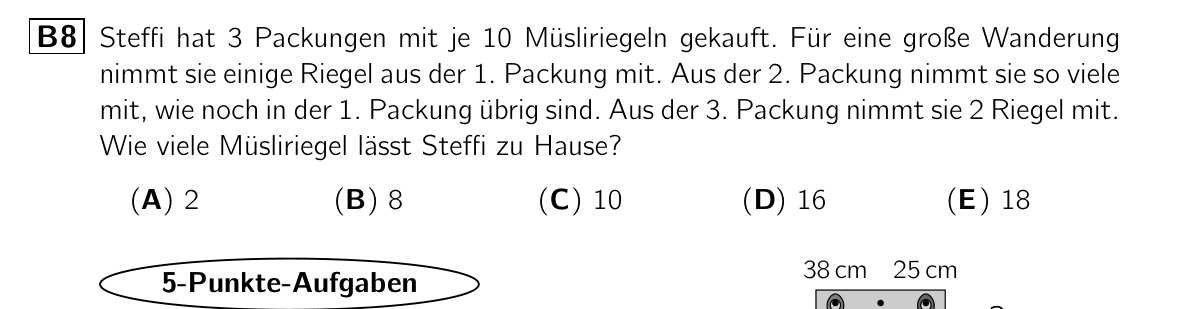 B8 Steffi hat 3 Packungen mit je 10 Müsliriegeln gekauft. Für eine große Wanderung
nimmt sie einige Riegel aus der 1. Packung mit. Aus der 2. Packung nimmt sie so viele
mit, wie noch in der 1. Packung übrig sind. Aus der 3. Packung nimmt sie 2 Riegel mit.
Wie viele Müsliriegel lässt Steffi zu Hause?
(A) 2 (B) 8 (C) 10 (D) 16 (E) 18
38 cm 25 cm
5-Punkte-Aufgaben